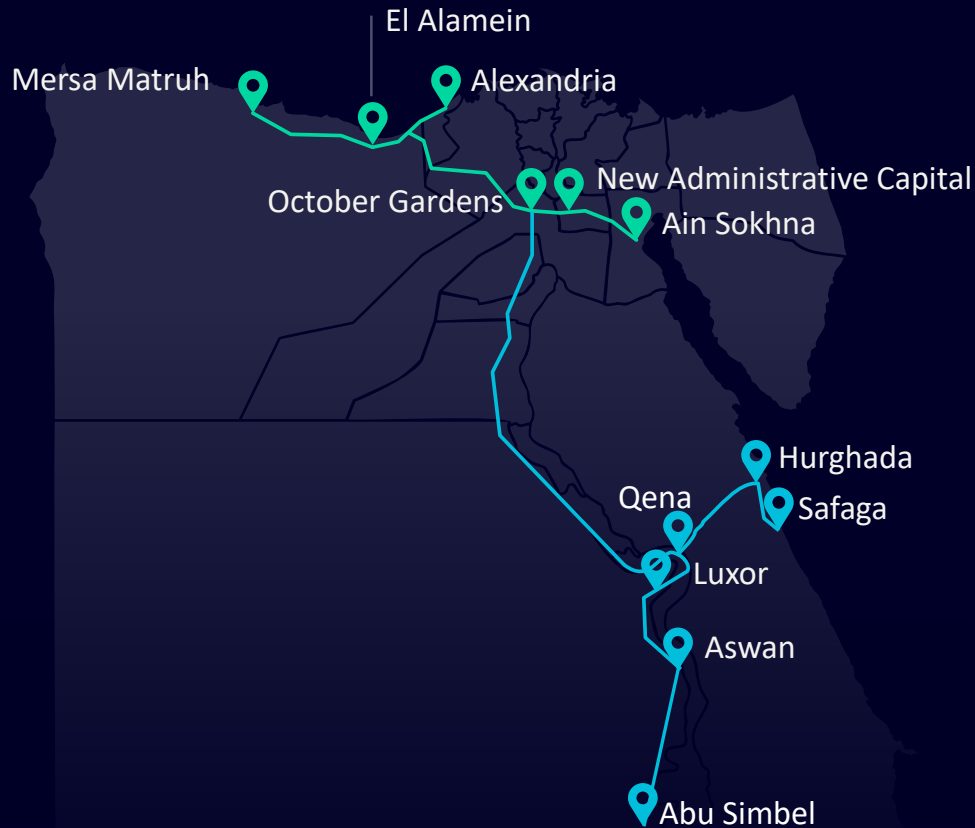 El Alamein
Mersa Matruh
Alexandria
October Gardens
New Administrative Capital
Ain Sokhna
Hurghada
Qena
Safaga
Luxor
Aswan
Abu Simbel